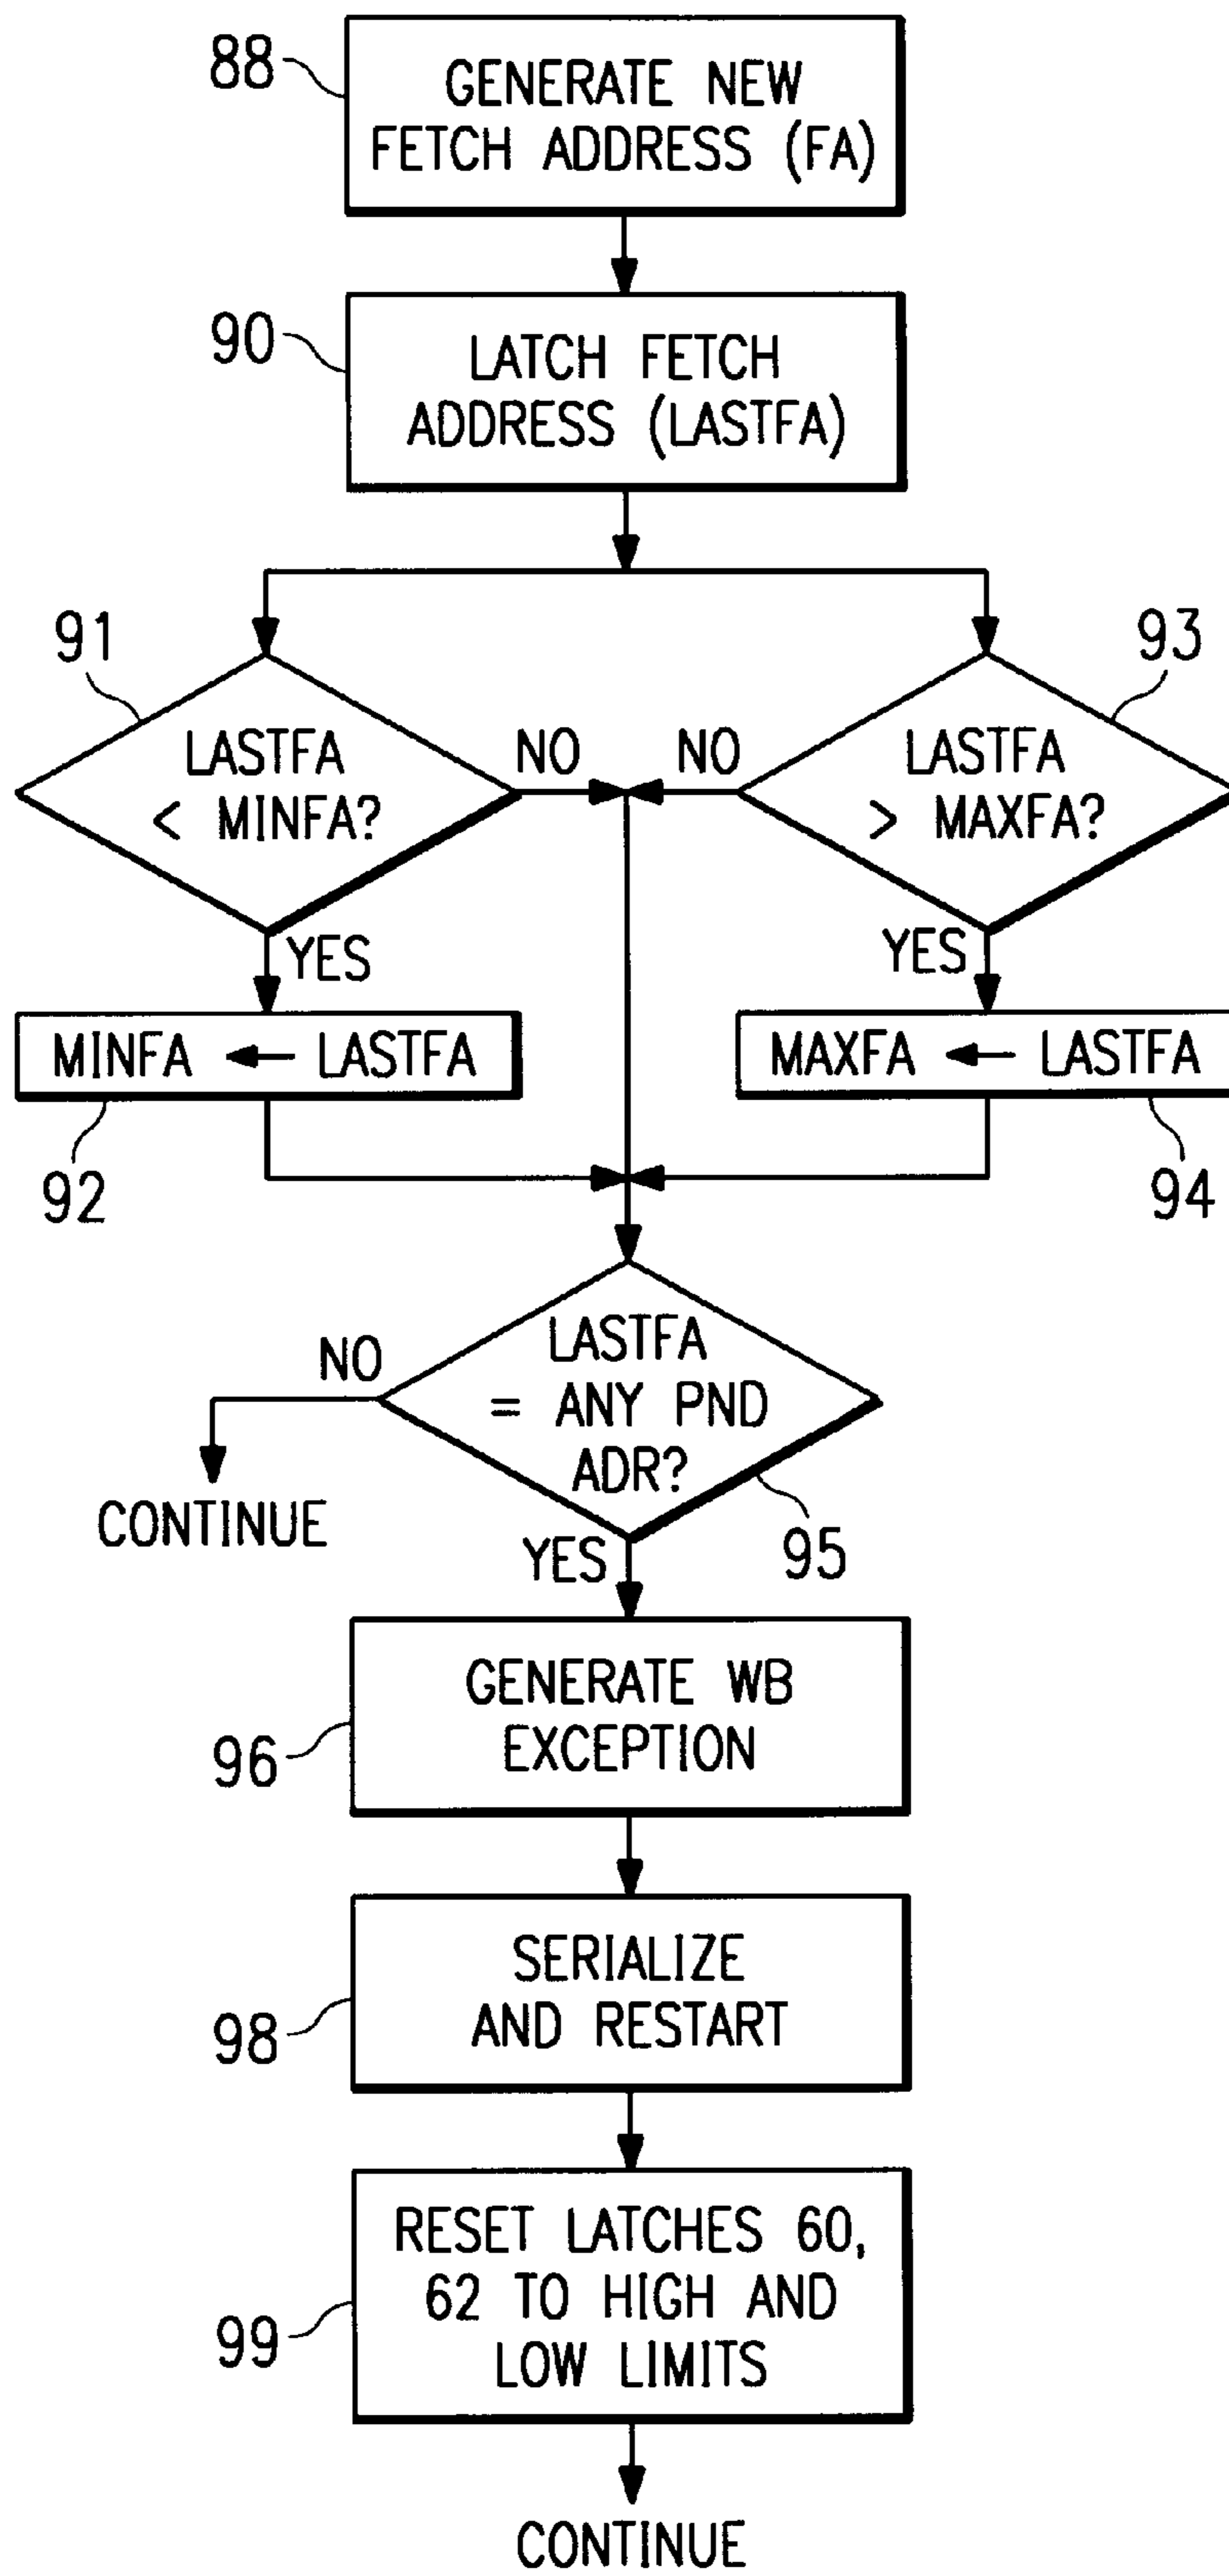 88
GENERATE NEW
FETCH ADDRESS (FA)
90
LATCH FETCH
ADDRESS (LASTFA)
91
LASTFA
< MINFA?
NO
NO
93
LASTFA
> MAXFA?
YES
YES
MINFA ← LASTFA
92
MAXFA ← LASTFA
94
LASTFA
= ANY PND
ADR?
NO
CONTINUE
95
YES
GENERATE WB
EXCEPTION
96
SERIALIZE
AND RESTART
98
RESET LATCHES 60,
62 TO HIGH AND
LOW LIMITS
99
CONTINUE